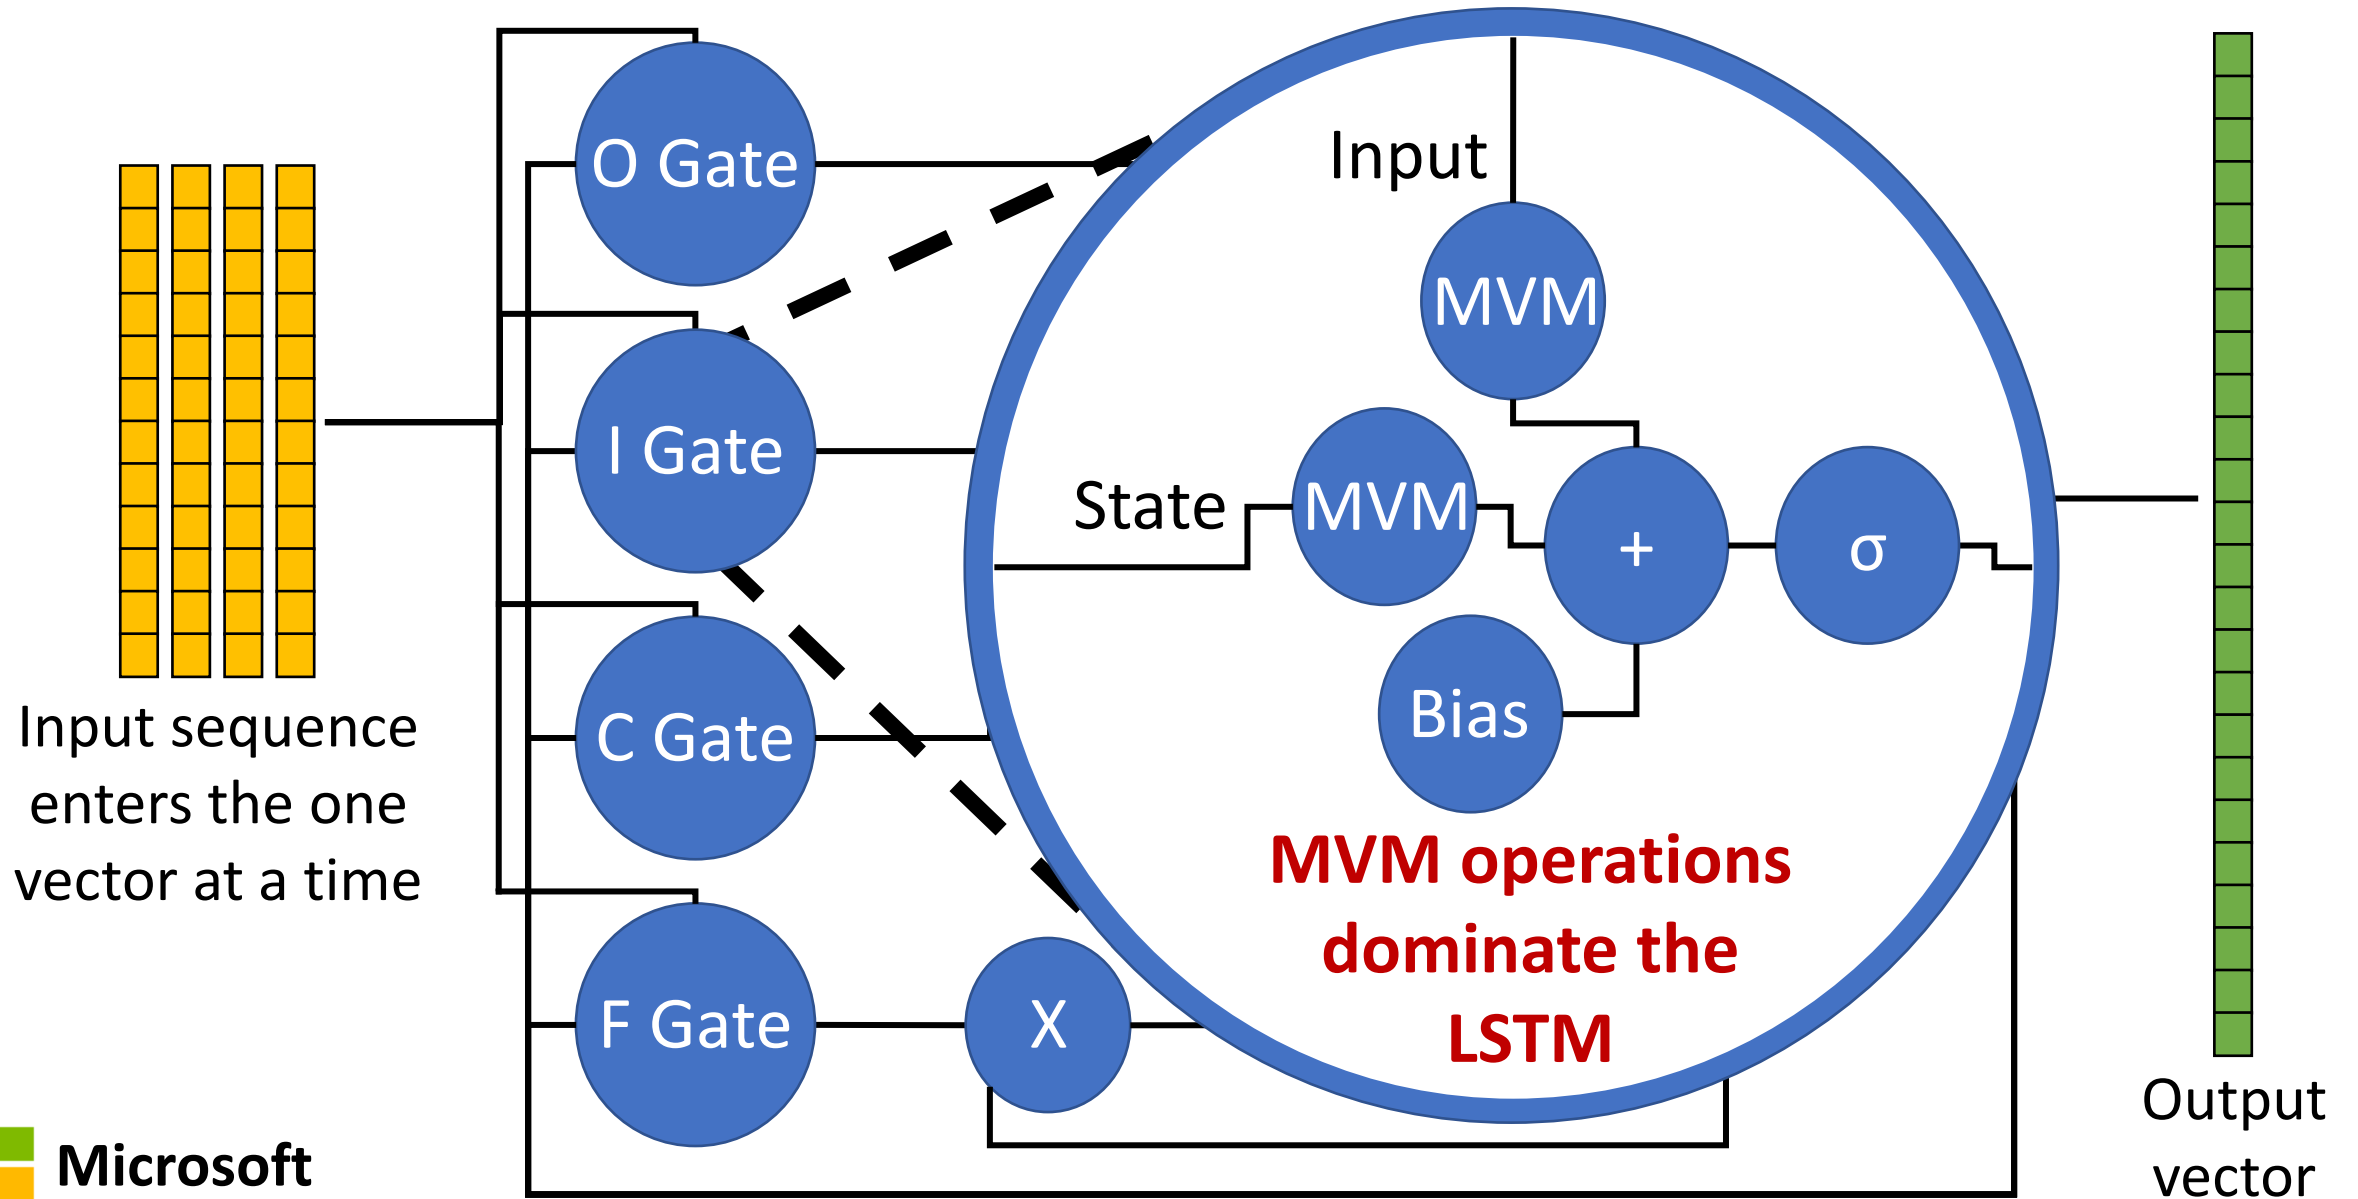 O Gate
Input
MVM
I Gate
State
MVM
+
σ
C Gate
Bias
Input sequence
enters the one
vector at a time
MVM operations
dominate the
LSTM
F Gate
X
Output
vector
Microsoft